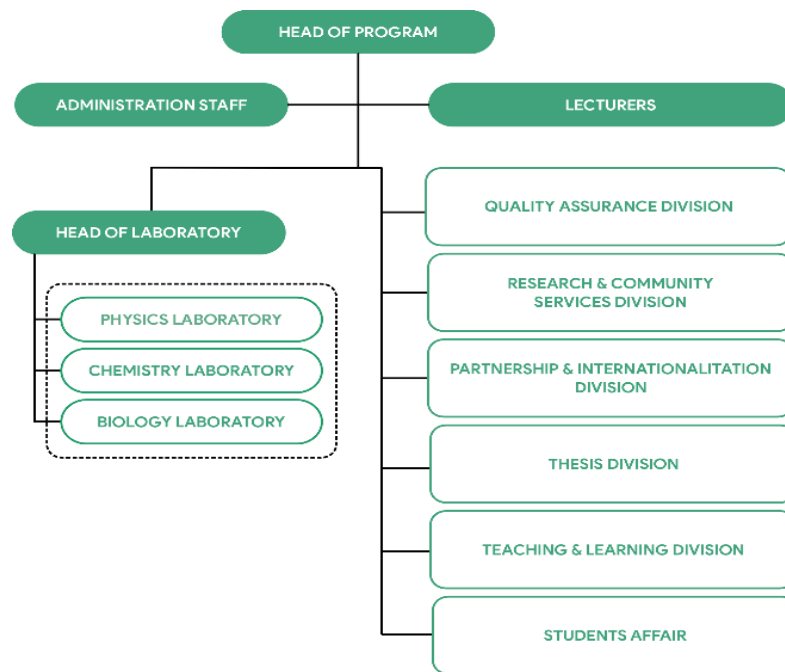 HEAD OF PROGRAM
ADMINISTRATION STAFF
LECTURERS
HEAD OF LABORATORY
PHYSICS LABORATORY
CHEMISTRY LABORATORY
BIOLOGY LABORATORY
QUALITY ASSURANCE DIVISION
RESEARCH & COMMUNITY
SERVICES DIVISION
PARTNERSHIP & INTERNATIONALITATION
DIVISION
THESIS DIVISION
TEACHING & LEARNING DIVISION
STUDENTS AFFAIR